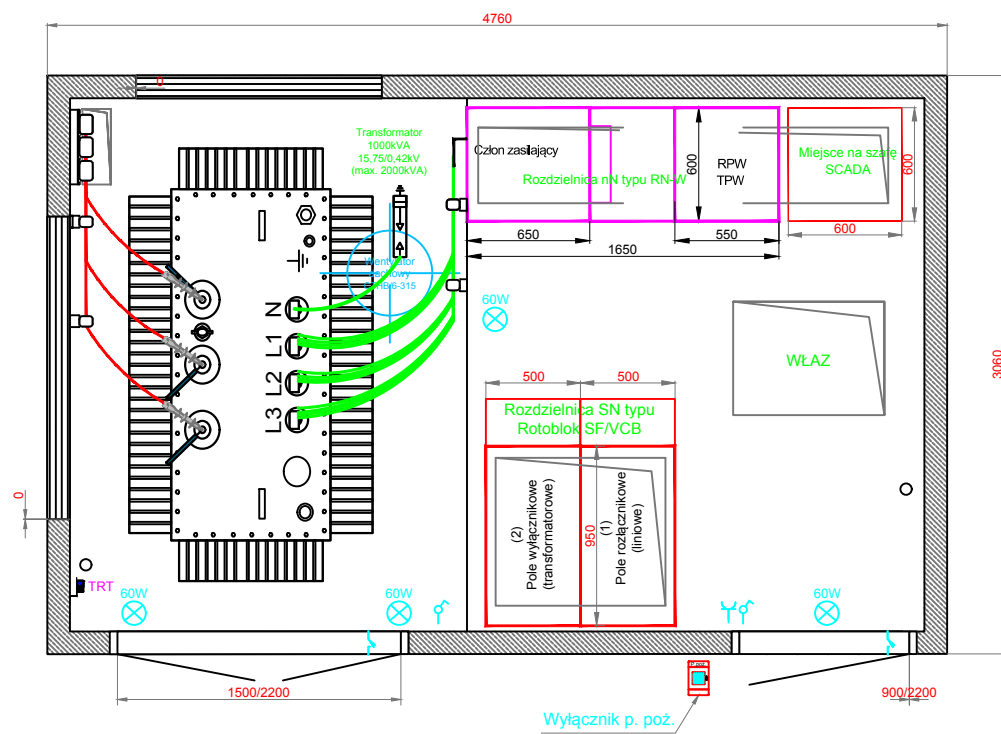 4760
0
Transformator
1000kVA
15,75/0,42kV
(max. 2000kVA)
Człon zasilający
Rozdzielnica nN typu RN-W
600
RPW
TPW
Miejsce na szafę
SCADA
600
650
550
600
1650
60W
N
L1
L2
L3
WŁAZ
3060
500
500
Rozdzielnica SN typu
Rotoblok SF/VCB
(2)
Pole wyłącznikowe
(transformatorowe)
950
(1)
Pole rozłącznikowe
(liniowe)
0
TRT
60W
60W
60W
1500/2200
900/2200
Wyłącznik p. poż.